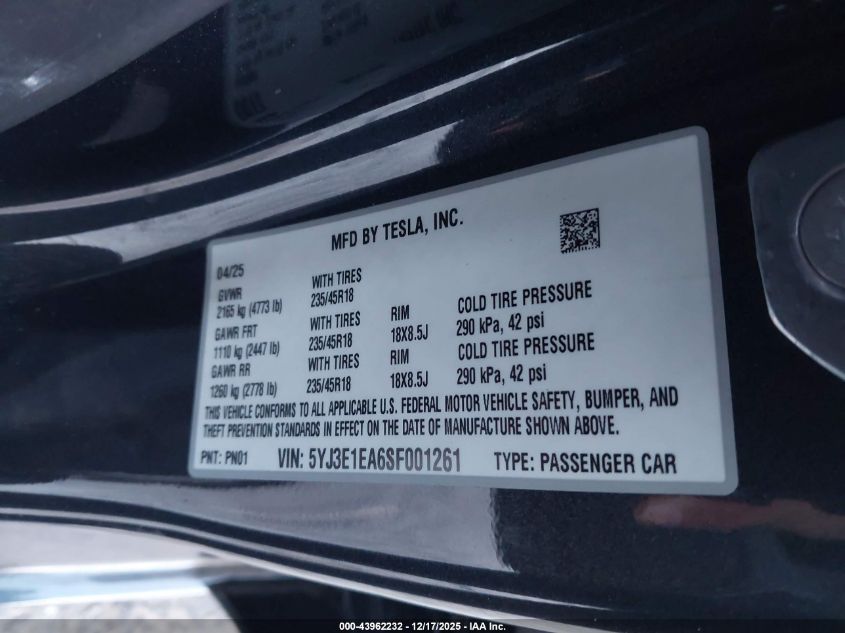 MFD BY TESLA, INC.
04/25
GVWR
2165 kg (4773 lb)
WITH TIRES
235/45R18
GAWR FRT
1110 kg (2447 lb)
WITH TIRES
235/45R18
RIM
18X8.5J
COLD TIRE PRESSURE
290 kPa, 42 psi
GAWR RR
1260 kg (2778 lb)
WITH TIRES
235/45R18
RIM
18X8.5J
COLD TIRE PRESSURE
290 kPa, 42 psi
THIS VEHICLE CONFORMS TO ALL APPLICABLE U.S. FEDERAL MOTOR VEHICLE SAFETY, BUMPER, AND
THEFT PREVENTION STANDARDS IN EFFECT ON THE DATE OF MANUFACTURE SHOWN ABOVE.
PNT: PN01 VIN: 5YJ3E1EA6SF001261 TYPE: PASSENGER CAR
000-43962232 - 12/17/2025 - IAA Inc.